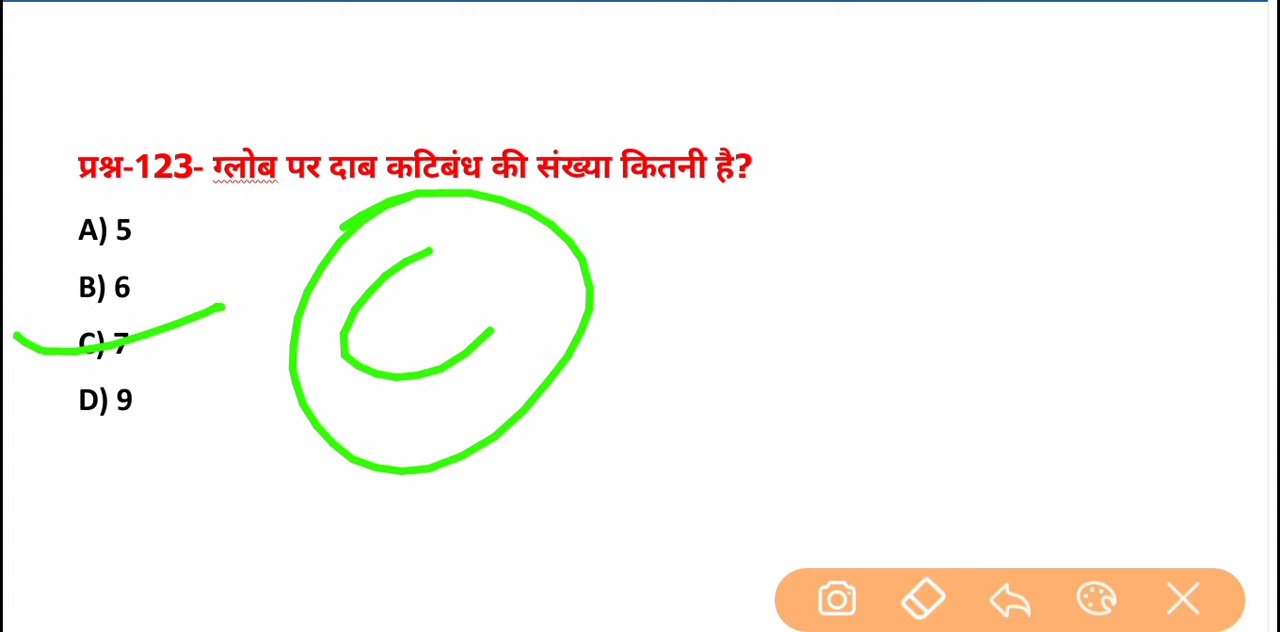 प्रश्न-123- ग्लोब पर दाब कटिबंध की संख्या कितनी है?
A) 5
B) 6
C) 7
D) 9
C